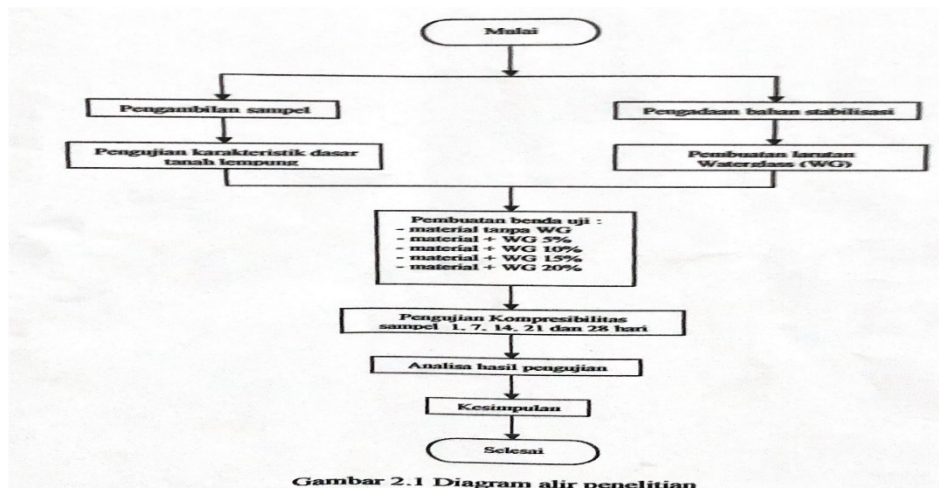 Mulai
Pengambilan sampel
Pengadaan bahan stabilisasi
Pengujian karakteristik dasar
tanah lempung
Pembuatan larutan
Waterglass (WG)
Pembuatan benda uji :
- material tanpa WG
- material + WG 5%
- material + WG 10%
- material + WG 15%
- material + WG 20%
Pengujian Kompresibilitas
sampel 1, 7, 14, 21 dan 28 hari
Analisa hasil pengujian
Kesimpulan
Selesai
Gambar 2.1 Diagram alir penelitian